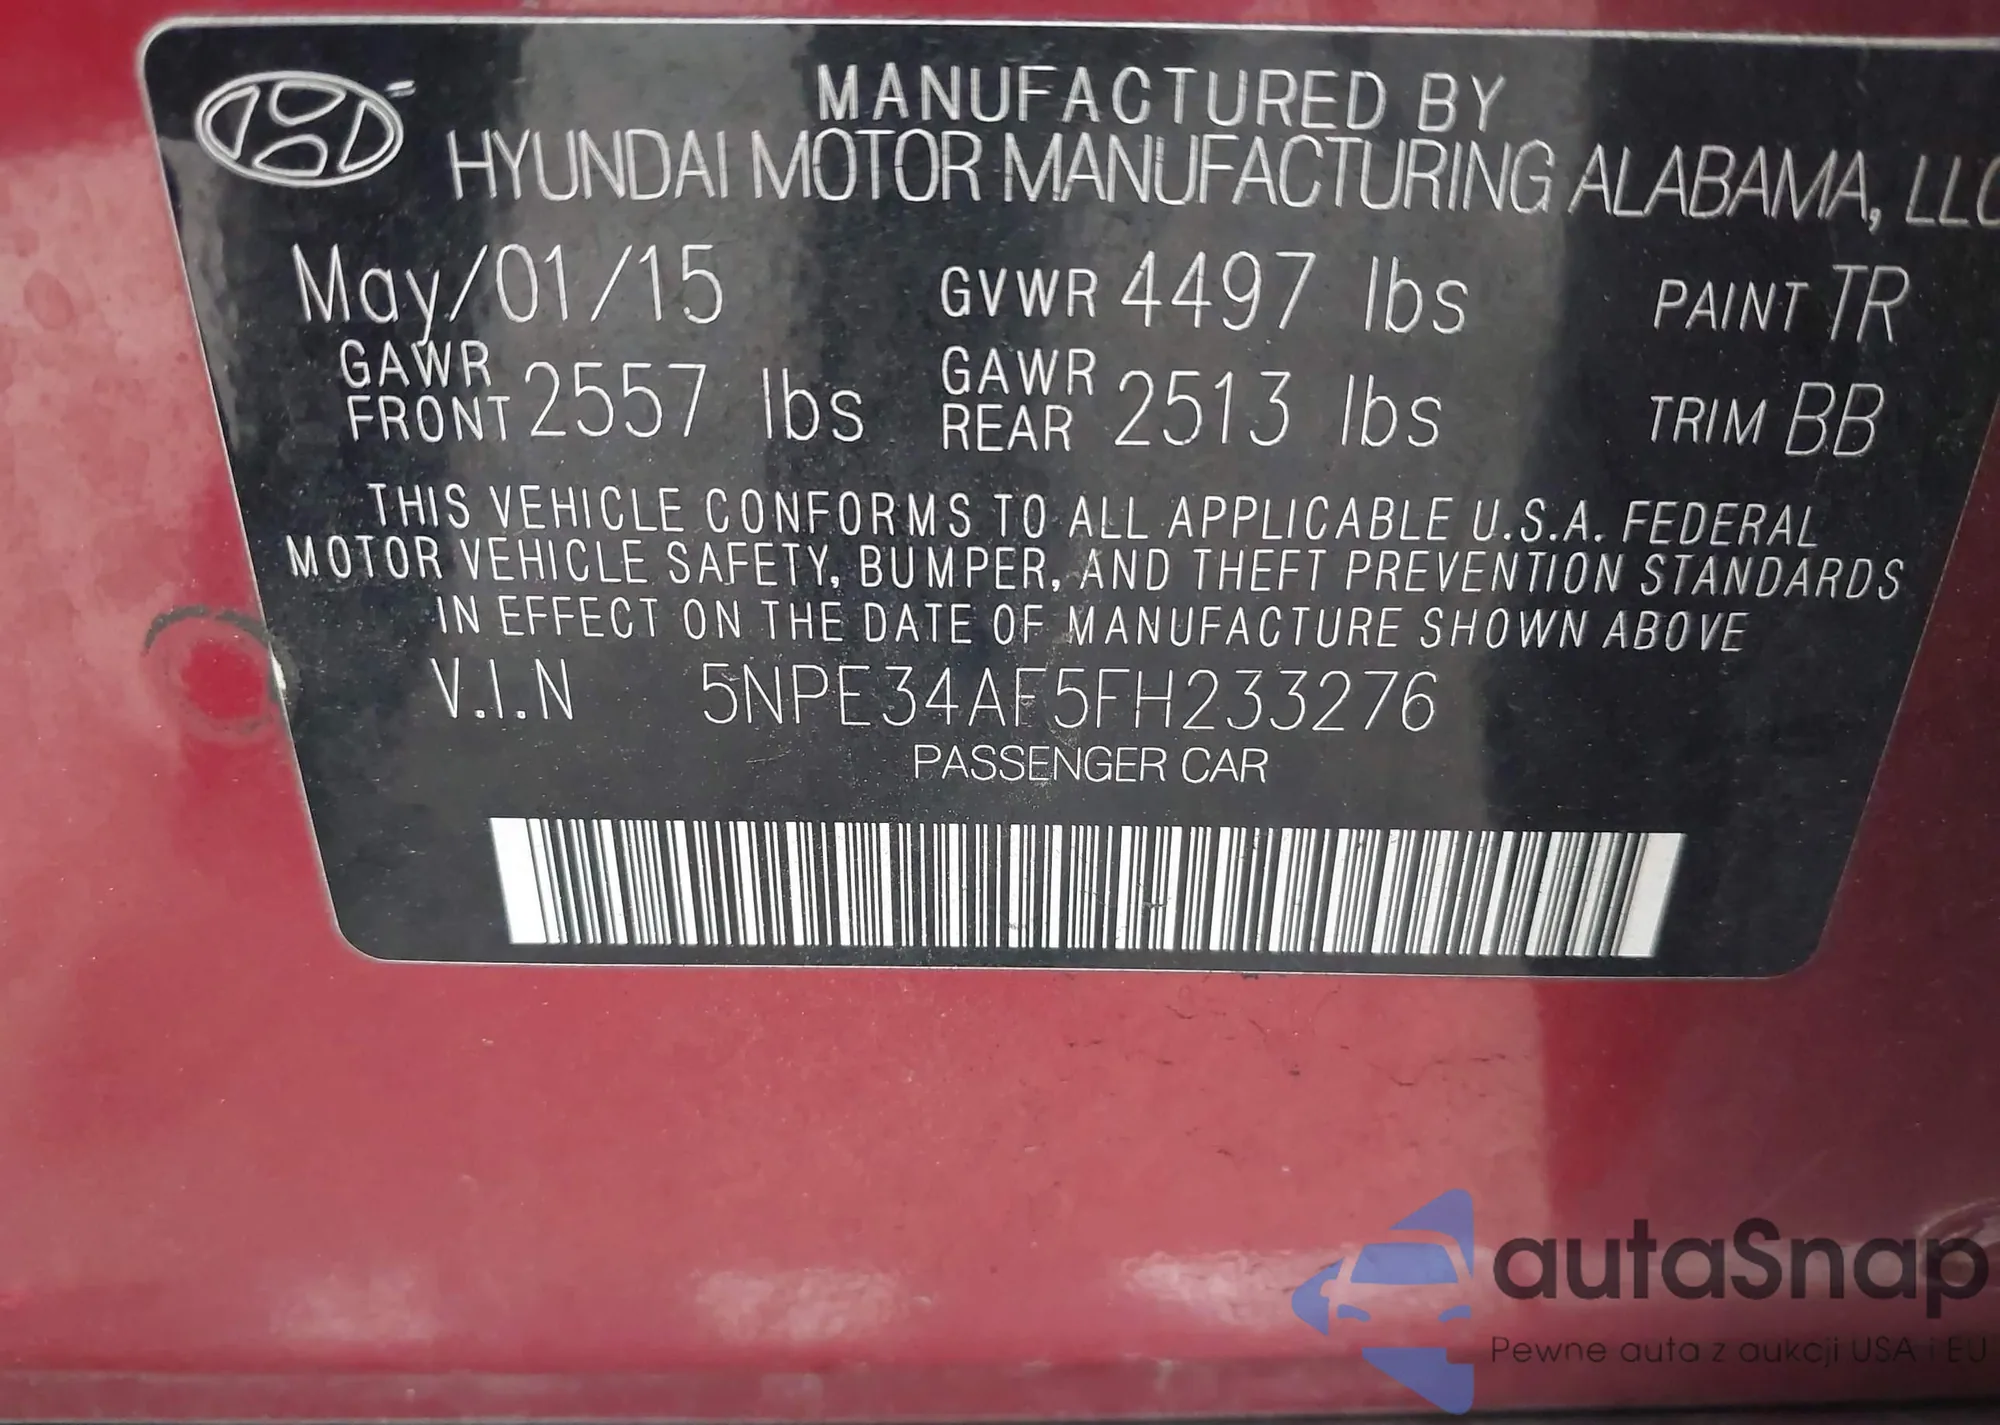 MANUFACTURED BY
HYUNDAI MOTOR MANUFACTURING ALABAMA, LLC
May/01/15 GVWR 4497 lbs PAINT TR
GAWR FRONT 2557 lbs GAWR REAR 2513 lbs TRIM BB
THIS VEHICLE CONFORMS TO ALL APPLICABLE U.S.A. FEDERAL
MOTOR VEHICLE SAFETY, BUMPER, AND THEFT PREVENTION STANDARDS
IN EFFECT ON THE DATE OF MANUFACTURE SHOWN ABOVE
V.I.N 5NPE34AF5FH233276
PASSENGER CAR
autaSnap
Pewne auta z aukcji USA i EU